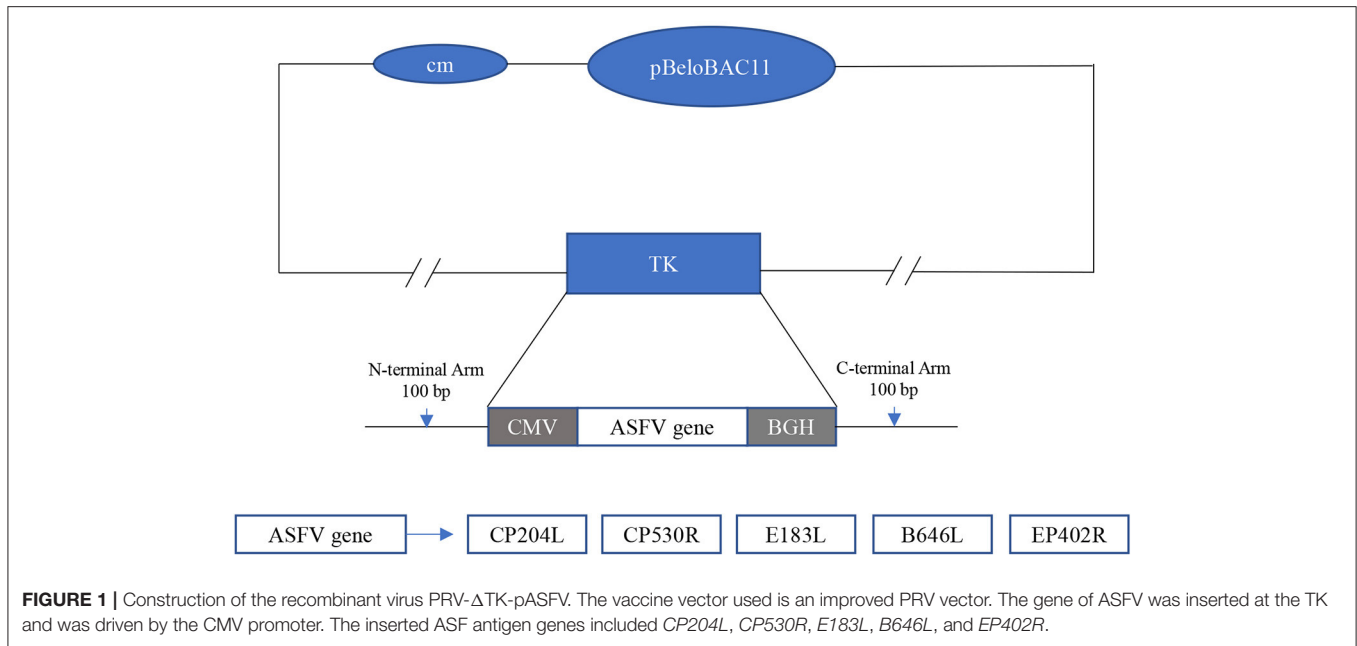 cm
pBeloBAC11
TK
N-terminal Arm
100 bp
C-terminal Arm
100 bp
CMV
ASFV gene
BGH
ASFV gene
CP204L
CP530R
E183L
B646L
EP402R
FIGURE 1 | Construction of the recombinant virus PRV-ΔTK-pASFV. The vaccine vector used is an improved PRV vector. The gene of ASFV was inserted at the TK
and was driven by the CMV promoter. The inserted ASF antigen genes included CP204L, CP530R, E183L, B646L, and EP402R.